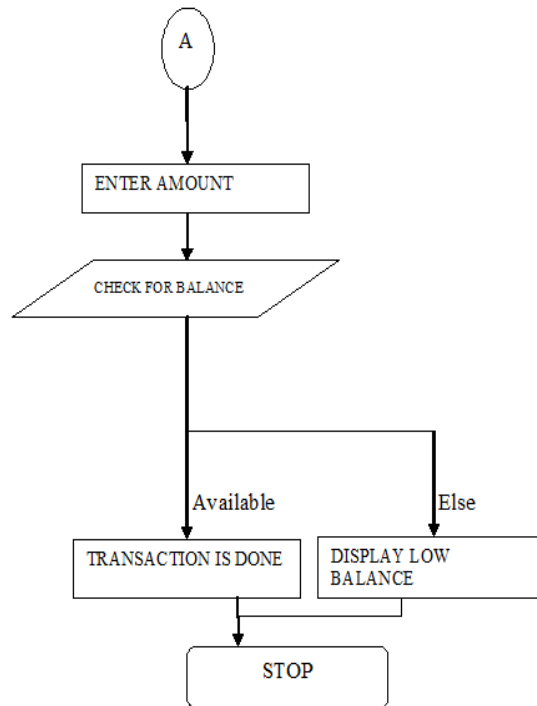 A
ENTER AMOUNT
CHECK FOR BALANCE
Available
Else
TRANSACTION IS DONE
DISPLAY LOW
BALANCE
STOP